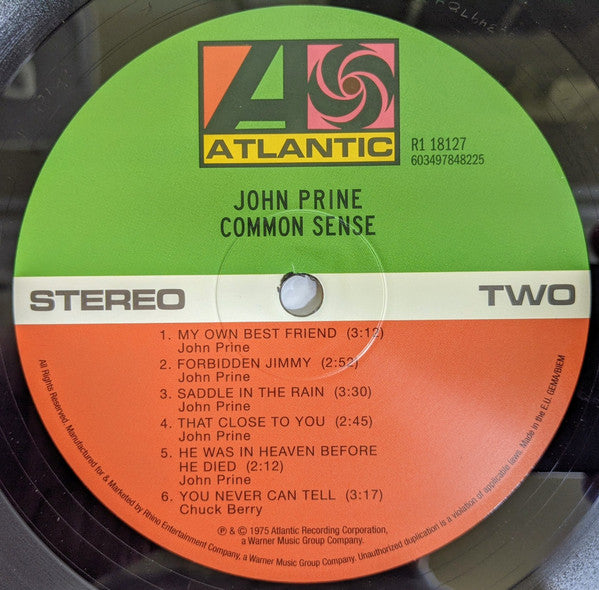 ATLANTIC
R1 18127
603497848225
JOHN PRINE
COMMON SENSE
STEREO
TWO
1. MY OWN BEST FRIEND (3:12)
John Prine
2. FORBIDDEN JIMMY (2:52)
John Prine
3. SADDLE IN THE RAIN (3:30)
John Prine
4. THAT CLOSE TO YOU (2:45)
John Prine
5. HE WAS IN HEAVEN BEFORE
HE DIED (2:12)
John Prine
6. YOU NEVER CAN TELL (3:17)
Chuck Berry
℗ & © 1975 Atlantic Recording Corporation,
a Warner Music Group Company.
All Rights Reserved. Manufactured for & Marketed by Rhino Entertainment Company, a Warner Music Group Company. Unauthorized duplication is a violation of applicable laws. Made in the E.U. GEMA/BIEM